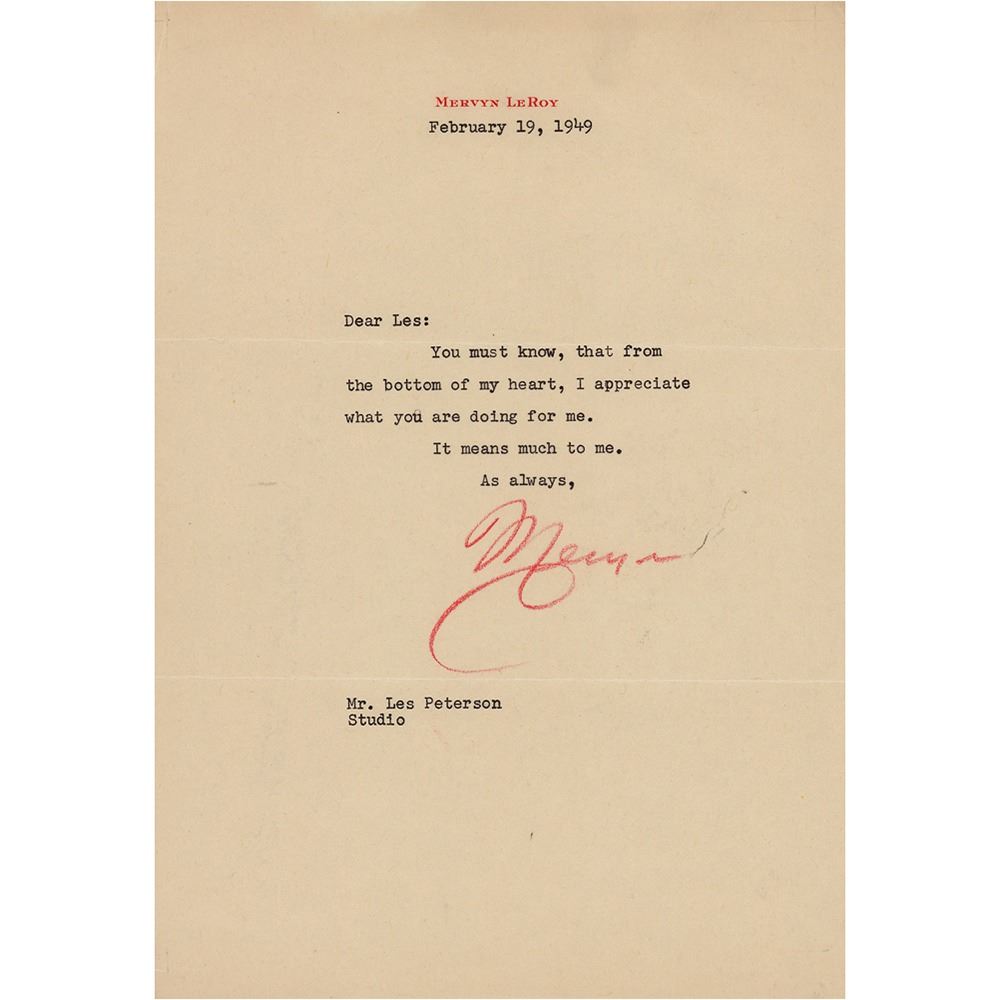 MERVYN LEROY
February 19, 1949
Dear Les:
You must know, that from
the bottom of my heart, I appreciate
what you are doing for me.
It means much to me.
As always,
Mervyn
Mr. Les Peterson
Studio